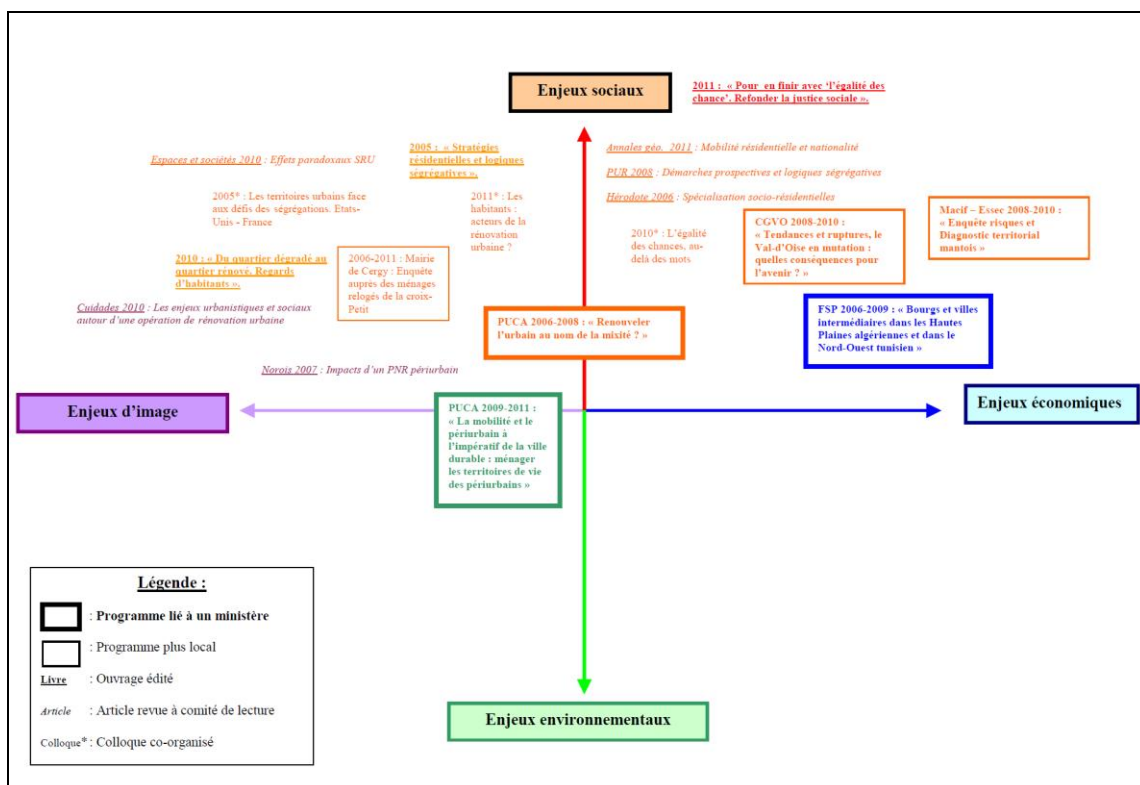 Enjeux sociaux
2011 : « Pour en finir avec ‘l’égalité des
chance’. Refonder la justice sociale ».
Espaces et sociétés 2010 : Effets paradoxaux SRU
2005 : « Stratégies
résidentielles et logiques
ségrégatives ».
Annales géo. 2011 : Mobilité résidentielle et nationalité
PUR 2008 : Démarches prospectives et logiques ségrégatives
Hérodote 2006 : Spécialisation socio-résidentielles
2005* : Les territoires urbains face
aux défis des ségrégations. Etats-
Unis - France
2011* : Les
habitants :
acteurs de la
rénovation
urbaine ?
2010* : L’égalité
des chances, au-
delà des mots
CGVO 2008-2010 :
« Tendances et ruptures, le
Val-d’Oise en mutation :
quelles conséquences pour
l’avenir ? »
Macif – Essec 2008-2010 :
« Enquête risques et
Diagnostic territorial
mantois »
2010 : « Du quartier dégradé au
quartier rénové. Regards
d’habitants ».
2006-2011 : Mairie
de Cergy : Enquête
auprès des ménages
relogés de la croix-
Petit
Cuidades 2010 : Les enjeux urbanistiques et sociaux
autour d’une opération de rénovation urbaine
PUCA 2006-2008 : « Renouveler
l’urbain au nom de la mixité ? »
FSP 2006-2009 : « Bourgs et villes
intermédiaires dans les Hautes
Plaines algériennes et dans le
Nord-Ouest tunisien »
Norois 2007 : Impacts d’un PNR périurbain
Enjeux d’image
PUCA 2009-2011 :
« La mobilité et le
périurbain à
l’impératif de la ville
durable : ménager
les territoires de vie
des périurbains »
Enjeux économiques
Légende :
: Programme lié à un ministère
: Programme plus local
Livre : Ouvrage édité
Article : Article revue à comité de lecture
Colloque* : Colloque co-organisé
Enjeux environnementaux